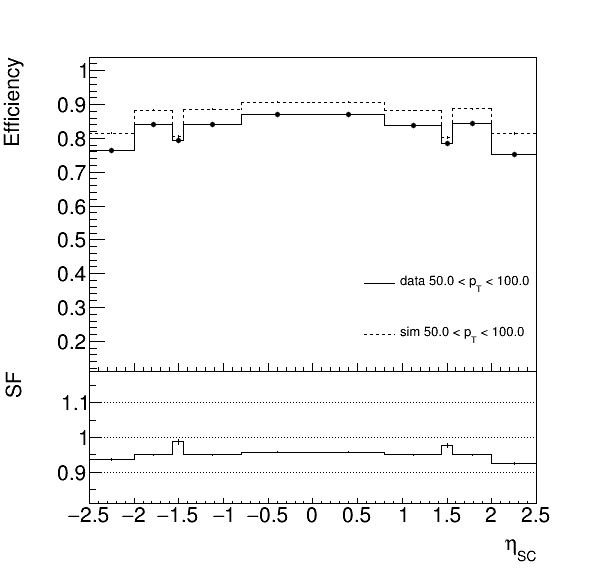 Efficiency
1
0.9
0.8
0.7
0.6
0.5
0.4
0.3
0.2
data 50.0 < p_T < 100.0
sim 50.0 < p_T < 100.0
SF
1.1
1
0.9
−2.5 −2 −1.5 −1 −0.5 0 0.5 1 1.5 2 2.5
η_SC